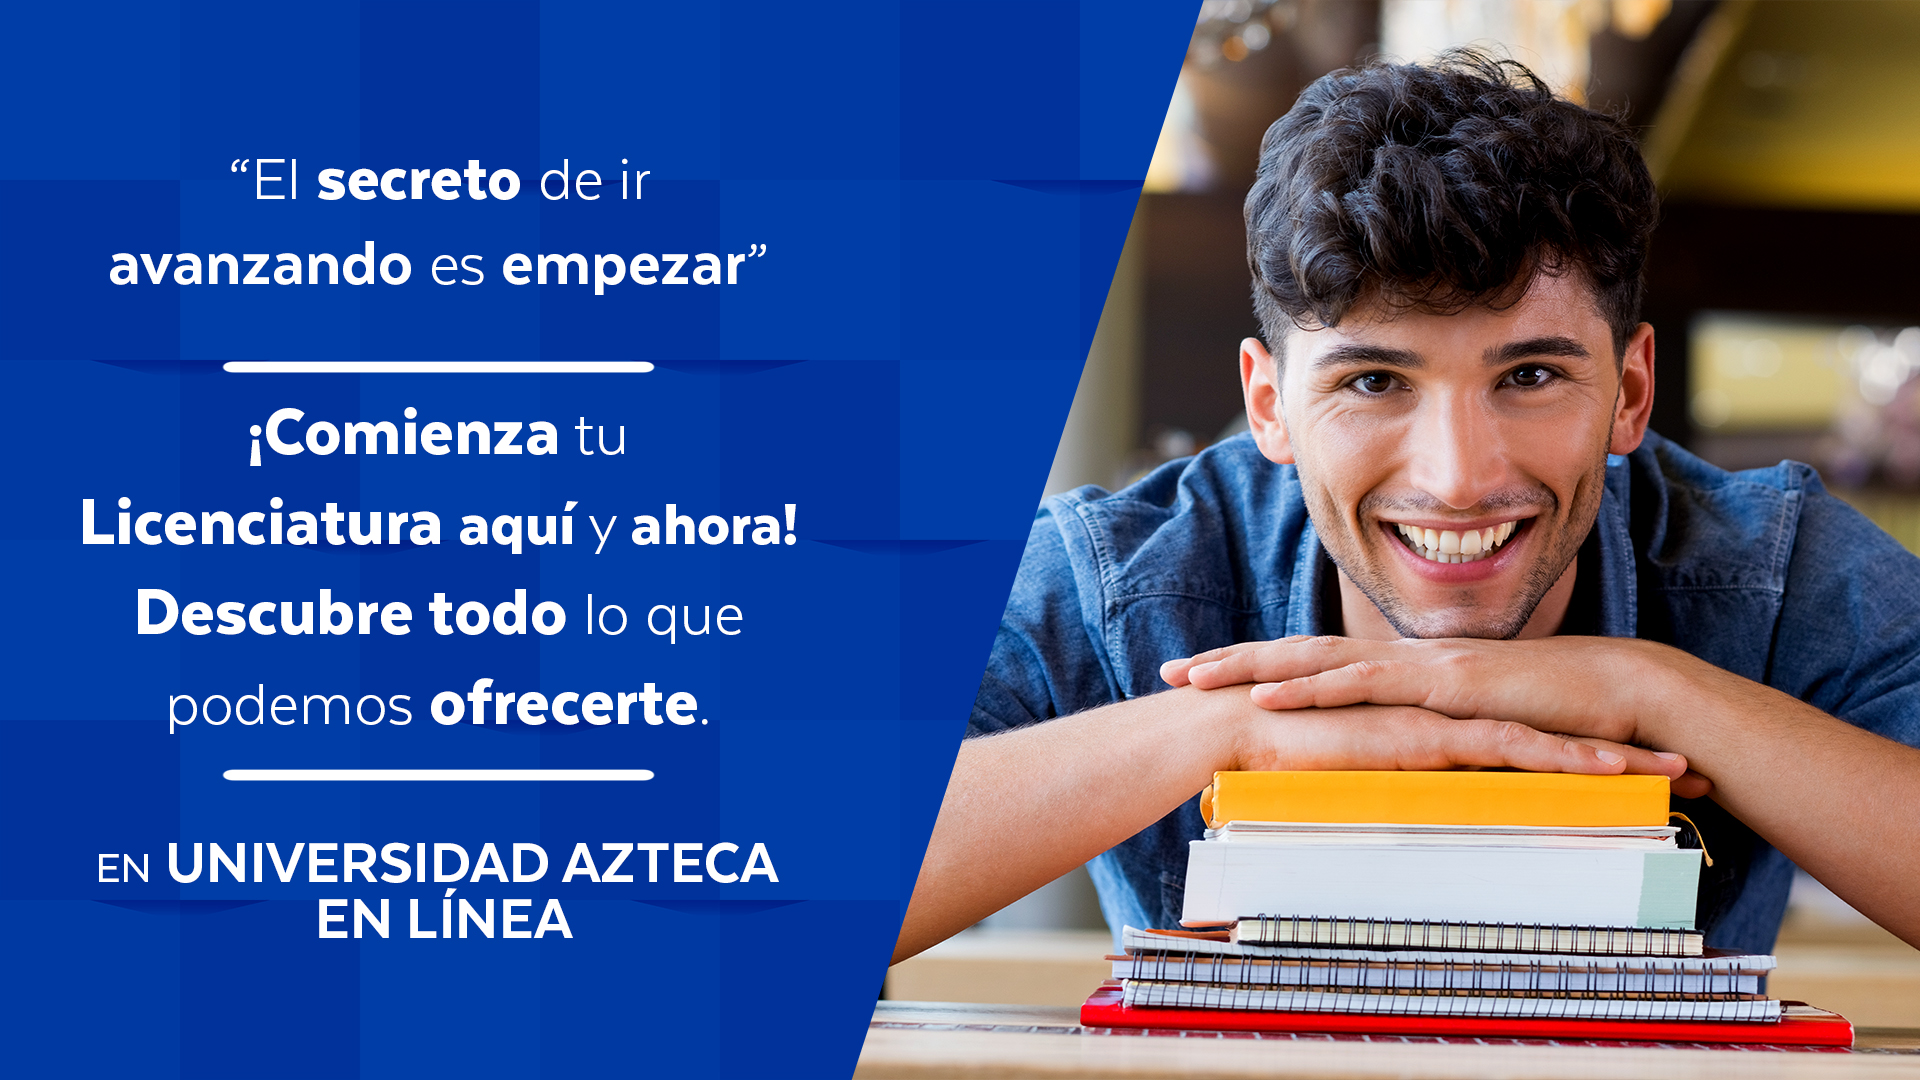 “El secreto de ir
avanzando es empezar”
¡Comienza tu
Licenciatura aquí y ahora!
Descubre todo lo que
podemos ofrecerte.
EN UNIVERSIDAD AZTECA
EN LÍNEA